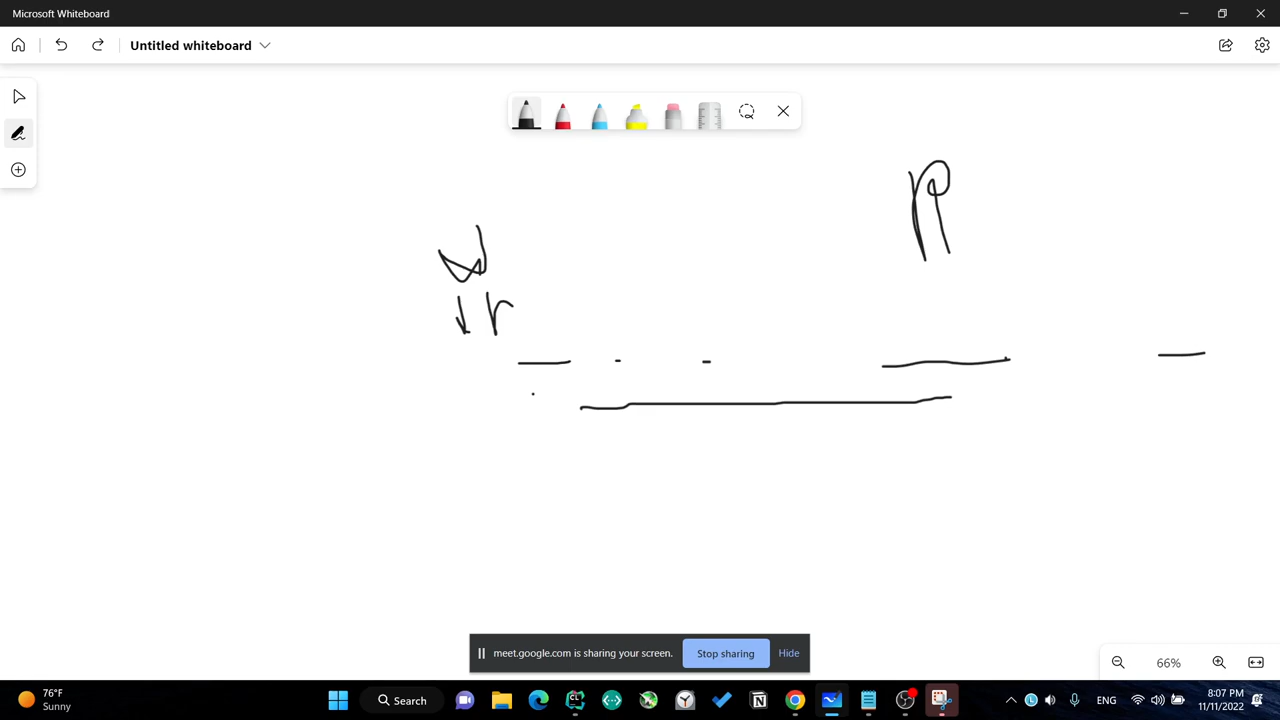 Microsoft Whiteboard
Untitled whiteboard
meet.google.com is sharing your screen.
Stop sharing
Hide
66%
76°F
Sunny
Search
ENG
8:07 PM
11/11/2022